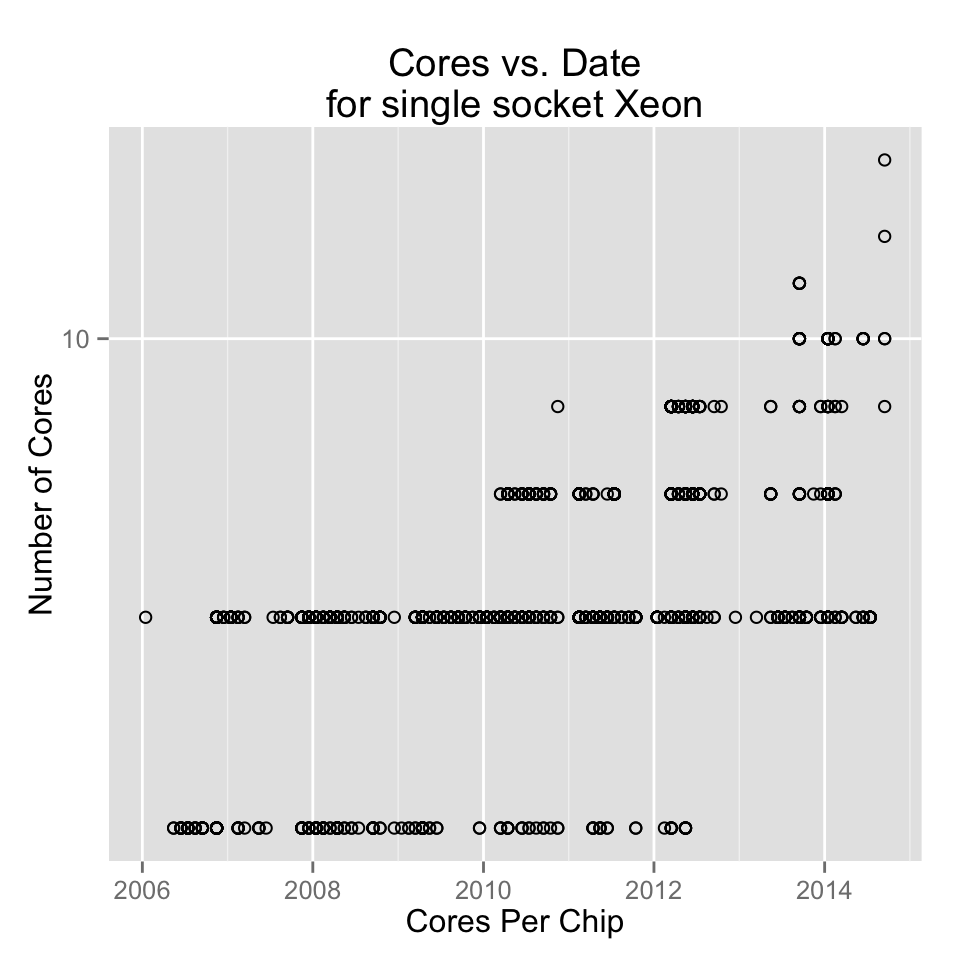 Cores vs. Date
for single socket Xeon
10
Number of Cores
2006 2008 2010 2012 2014
Cores Per Chip